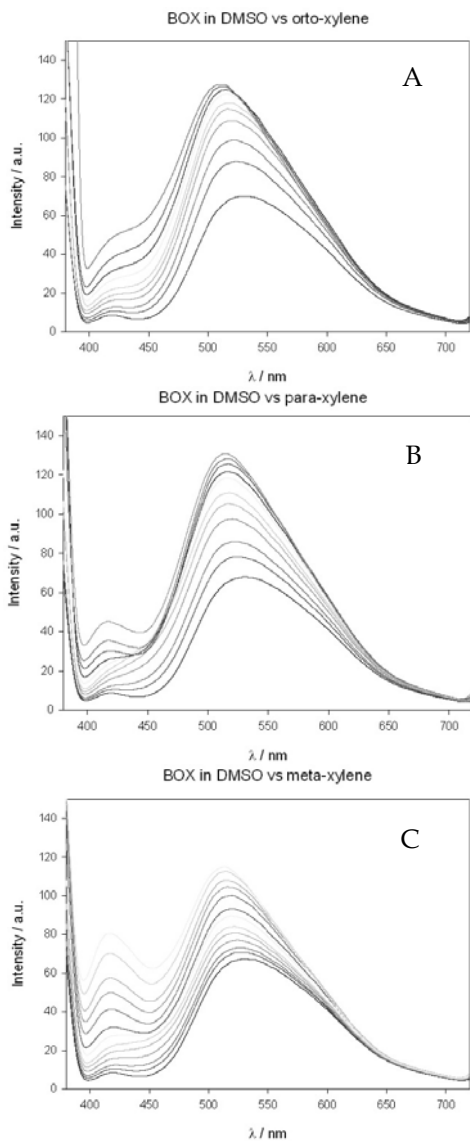 BOX in DMSO vs orto-xylene
A
Intensity / a.u.
140
120
100
80
60
40
20
0
400 450 500 550 600 650 700
λ / nm
BOX in DMSO vs para-xylene
B
Intensity / a.u.
140
120
100
80
60
40
20
0
400 450 500 550 600 650 700
λ / nm
BOX in DMSO vs meta-xylene
C
Intensity / a.u.
140
120
100
80
60
40
20
0
400 450 500 550 600 650 700
λ / nm